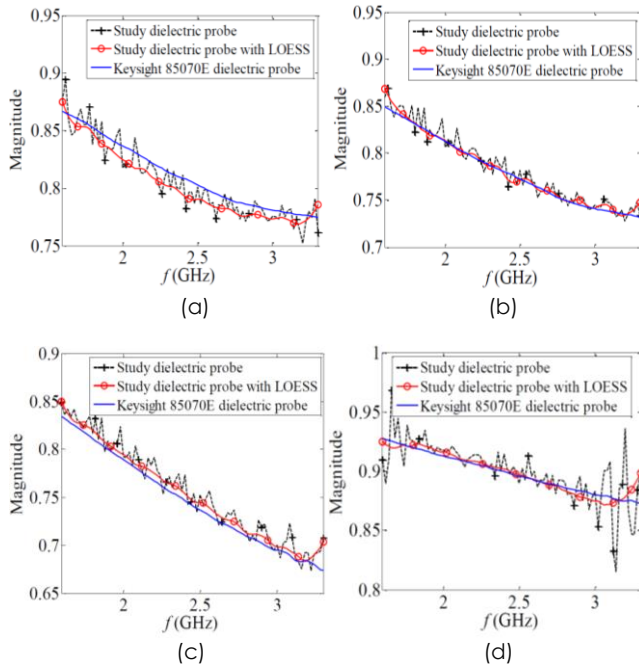 (a)
Study dielectric probe
Study dielectric probe with LOESS
Keysight 85070E dielectric probe
Magnitude
0.9
0.85
0.8
0.75
2
2.5
3
f (GHz)
(a)
(b)
Study dielectric probe
Study dielectric probe with LOESS
Keysight 85070E dielectric probe
Magnitude
0.9
0.85
0.8
0.75
0.7
2
2.5
3
f (GHz)
(b)
(c)
Study dielectric probe
Study dielectric probe with LOESS
Keysight 85070E dielectric probe
Magnitude
0.9
0.85
0.8
0.75
0.7
0.65
2
2.5
3
f (GHz)
(c)
(d)
Study dielectric probe
Study dielectric probe with LOESS
Keysight 85070E dielectric probe
Magnitude
1
0.95
0.9
0.85
0.8
2
2.5
3
f (GHz)
(d)